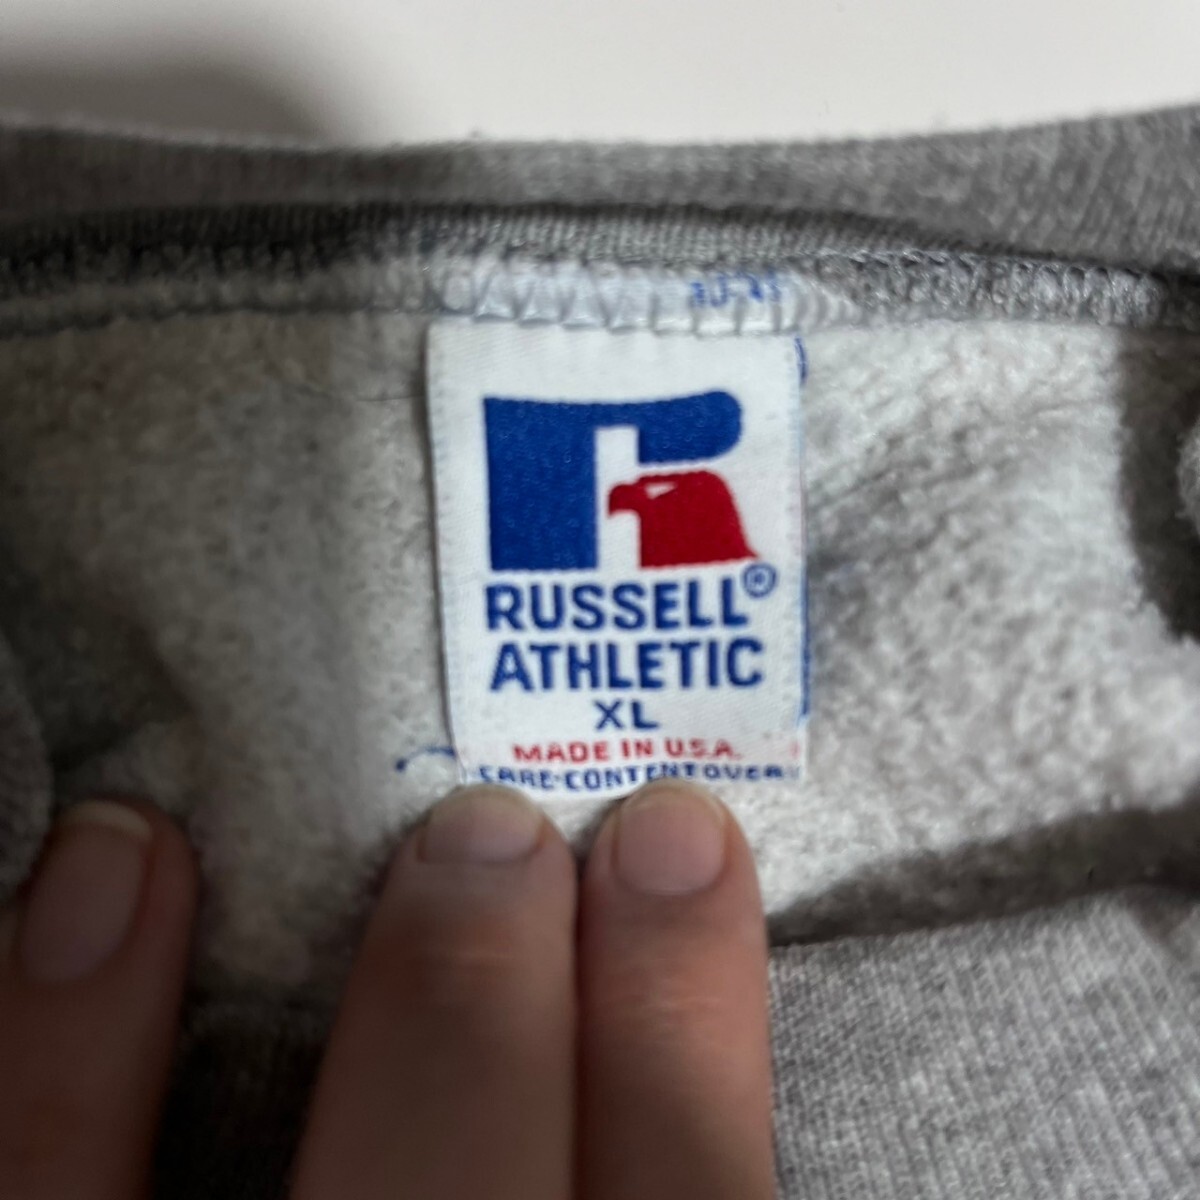 RUSSELL®
ATHLETIC
XL
MADE IN U.S.A.
CARE·CONTENT OVER